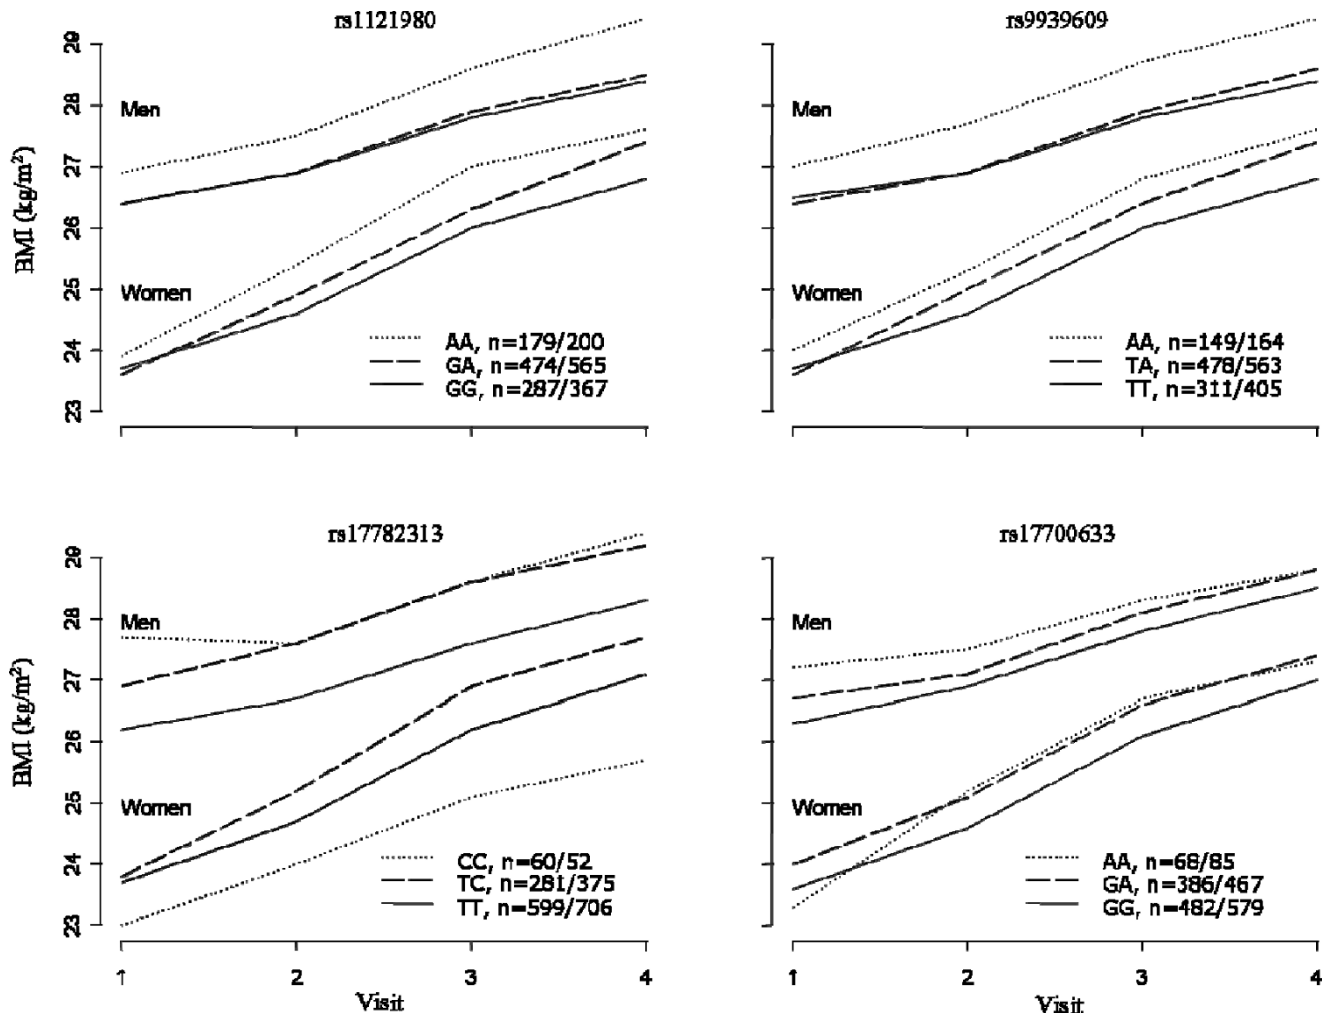 rs1121980
29
28
27
26
25
24
23
BMI (kg/m²)
Men
Women
AA, n=179/200
GA, n=474/565
GG, n=287/367
1 2 3 4
rs9939609
Men
Women
AA, n=149/164
TA, n=478/563
TT, n=311/405
rs17782313
29
28
27
26
25
24
23
BMI (kg/m²)
Men
Women
CC, n=60/52
TC, n=281/375
TT, n=599/706
1 2 3 4
Visit
rs17700633
Men
Women
AA, n=68/85
GA, n=386/467
GG, n=482/579
1 2 3 4
Visit